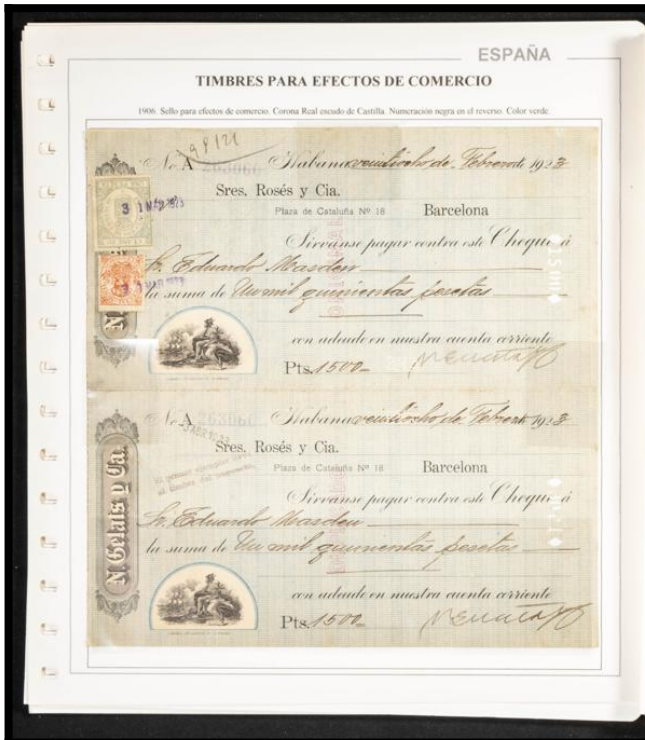 ESPAÑA
TIMBRES PARA EFECTOS DE COMERCIO
1906. Sello para efectos de comercio. Corona Real escudo de Castilla. Numeración negra en el reverso. Color verde.
No. A 263060 Habana veintiocho de Febrero de 1923
Sres. Rosés y Cia.
Plaza de Cataluña Nº 18 Barcelona
Sírvanse pagar contra este Cheque á
Sr. Eduardo Masdeu
la suma de Un mil quinientas pesetas
con adeudo en nuestra cuenta corriente
Pts. 1500=
No. A 263060 Habana veintiocho de Febrero de 1923
Sres. Rosés y Cia.
Plaza de Cataluña Nº 18 Barcelona
Sírvanse pagar contra este Cheque á
Sr. Eduardo Masdeu
la suma de Un mil quinientas pesetas
con adeudo en nuestra cuenta corriente
Pts. 1500=
N. Gelats y Ca.